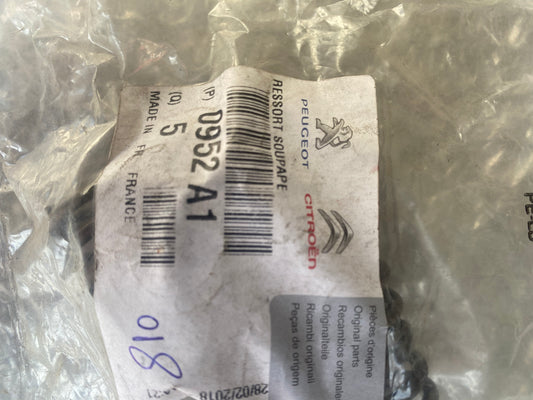 PEUGEOT
CITROËN
RESSORT SOUPAPE
(P) 0952 A1
(Q) 5
MADE IN FR FRANCE
Pièces d'origine
Original parts
Recambios originales
Originalteile
Ricambi originali
Peças de origem
28/02/2018
018